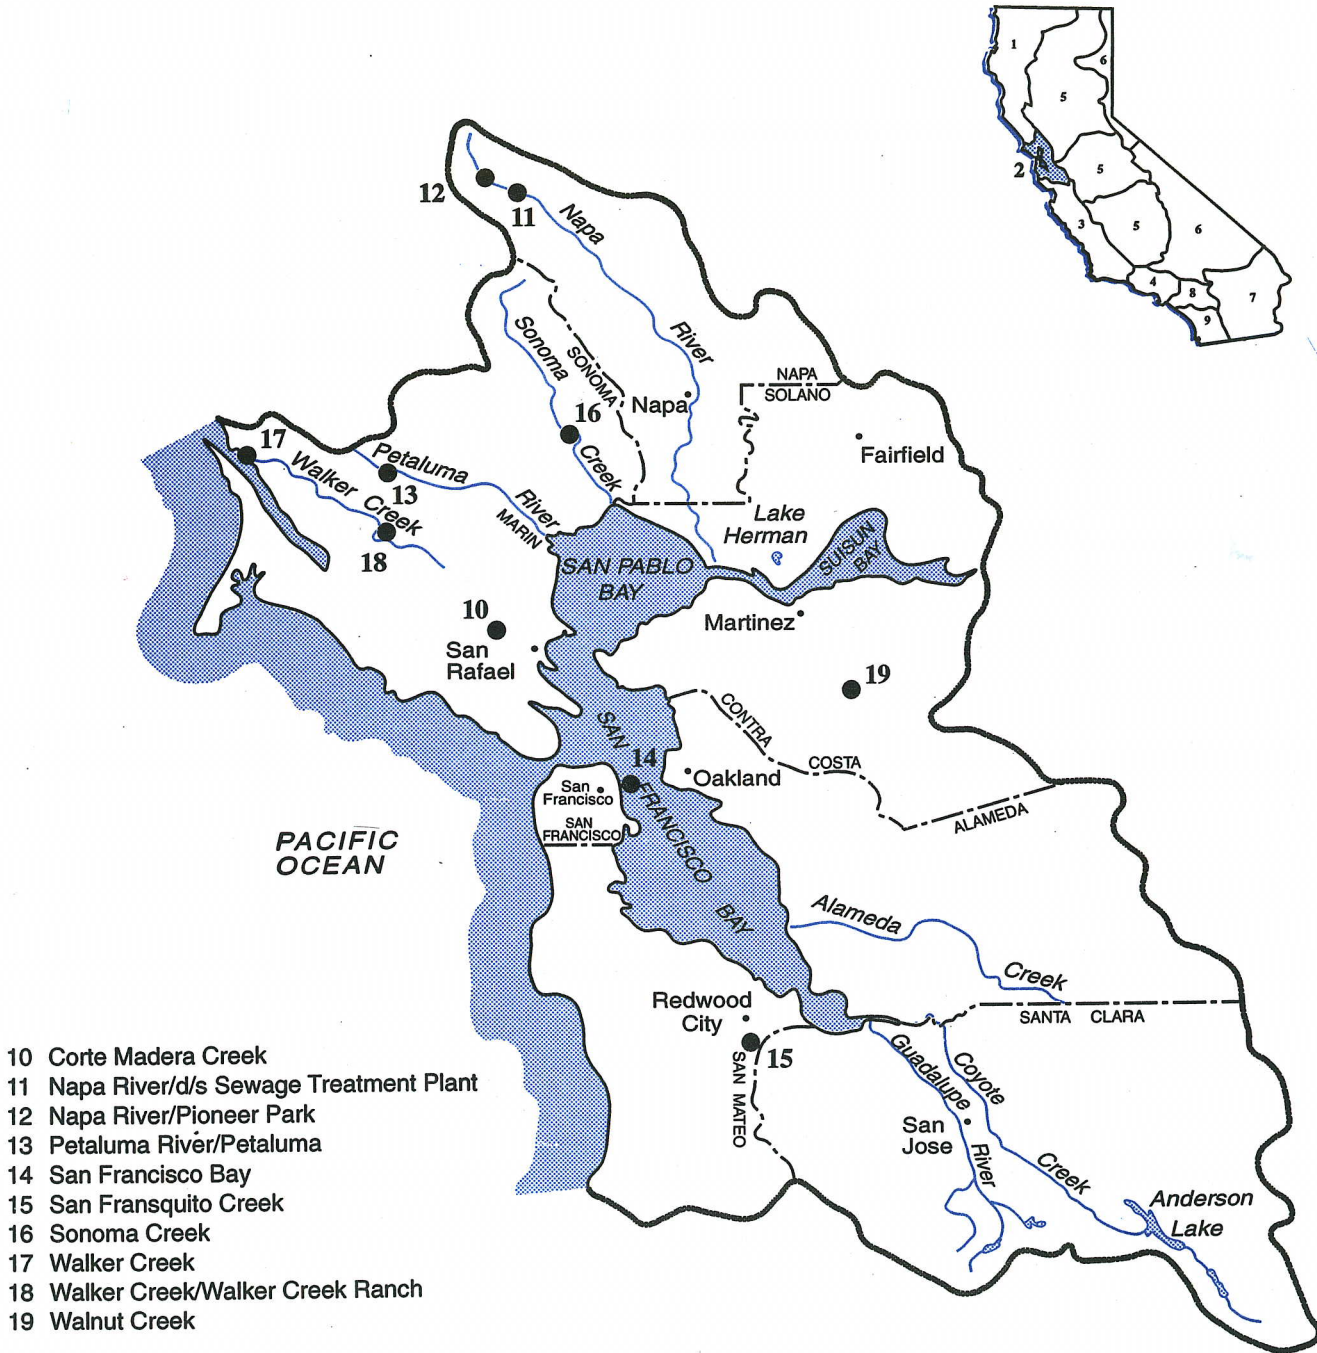 1
6
5
2
5
3
5
6
4
8
7
9
12
11
Napa
River
Sonoma
SONOMA
NAPA
SOLANO
16
Napa
Creek
Fairfield
17
Walker Creek
Petaluma
13
River
MARIN
18
Lake
Herman
SUISUN
BAY
SAN PABLO
BAY
Martinez
10
San
Rafael
19
CONTRA
COSTA
ALAMEDA
SAN
FRANCISCO
BAY
14
Oakland
San
Francisco
SAN
FRANCISCO
PACIFIC
OCEAN
Alameda
Creek
Redwood
City
SANTA CLARA
15
SAN MATEO
Guadalupe
River
Coyote
Creek
San
Jose
Anderson
Lake
10 Corte Madera Creek
11 Napa River/d/s Sewage Treatment Plant
12 Napa River/Pioneer Park
13 Petaluma River/Petaluma
14 San Francisco Bay
15 San Fransquito Creek
16 Sonoma Creek
17 Walker Creek
18 Walker Creek/Walker Creek Ranch
19 Walnut Creek